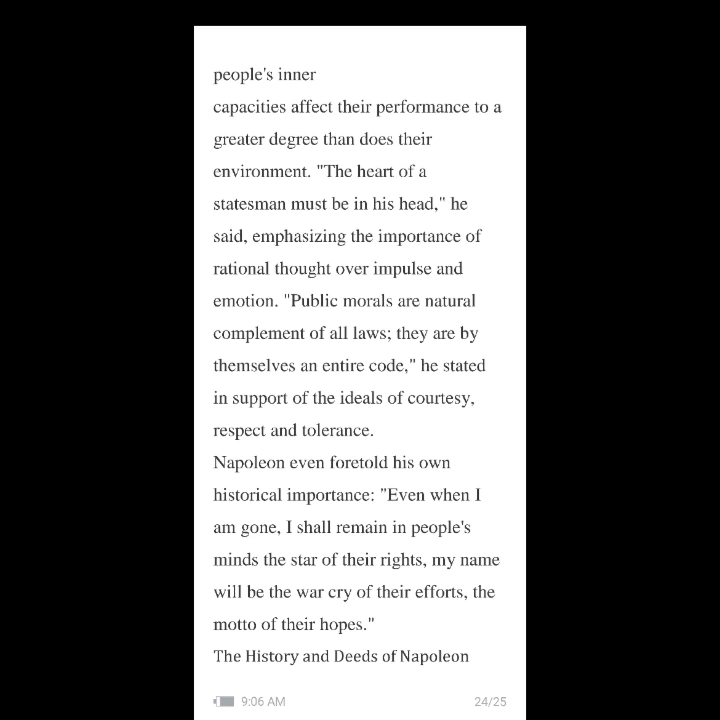 people's inner
capacities affect their performance to a
greater degree than does their
environment. "The heart of a
statesman must be in his head," he
said, emphasizing the importance of
rational thought over impulse and
emotion. "Public morals are natural
complement of all laws; they are by
themselves an entire code," he stated
in support of the ideals of courtesy,
respect and tolerance.
Napoleon even foretold his own
historical importance: "Even when I
am gone, I shall remain in people's
minds the star of their rights, my name
will be the war cry of their efforts, the
motto of their hopes."
The History and Deeds of Napoleon
9:06 AM 24/25